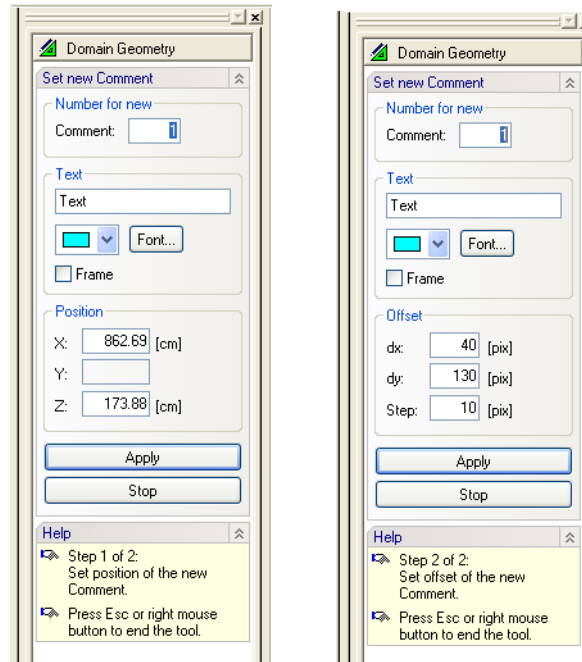 Domain Geometry
Set new Comment
Number for new
Comment: 1
Text
Text
Font...
Frame
Position
X: 862.69 [cm]
Y:
Z: 173.88 [cm]
Apply
Stop
Help
Step 1 of 2:
Set position of the new
Comment.
Press Esc or right mouse
button to end the tool.
Domain Geometry
Set new Comment
Number for new
Comment: 1
Text
Text
Font...
Frame
Offset
dx: 40 [pix]
dy: 130 [pix]
Step: 10 [pix]
Apply
Stop
Help
Step 2 of 2:
Set offset of the new
Comment.
Press Esc or right mouse
button to end the tool.